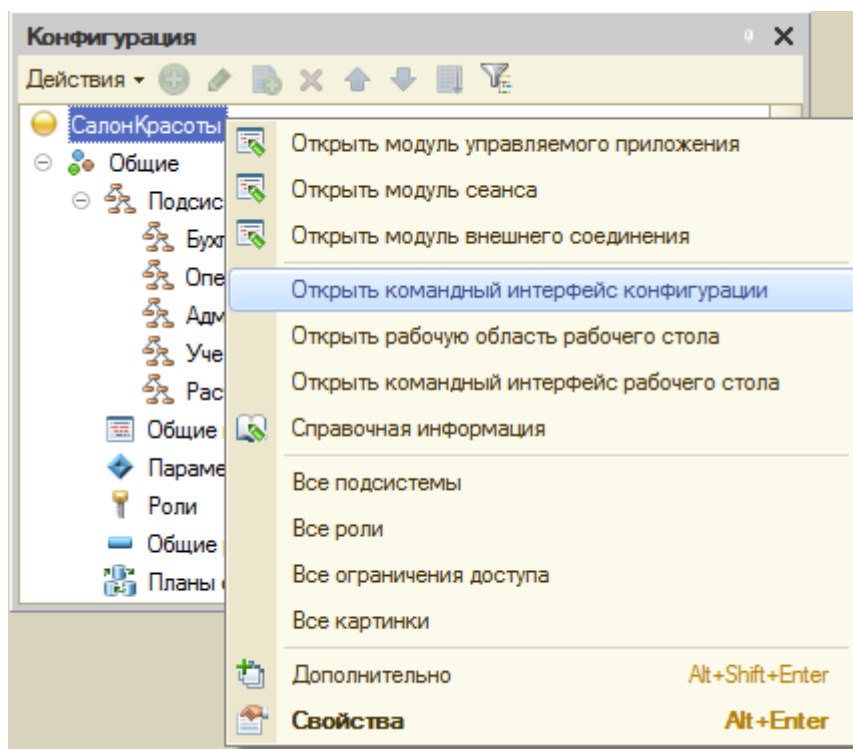 Конфигурация
Действия
СалонКрасоты
Открыть модуль управляемого приложения
Общие
Открыть модуль сеанса
Подсис
Открыть модуль внешнего соединения
Бухг
Открыть командный интерфейс конфигурации
Опе
Открыть рабочую область рабочего стола
Адм
Открыть командный интерфейс рабочего стола
Уче
Рас
Справочная информация
Общие
Все подсистемы
Параме
Все роли
Роли
Общие
Все ограничения доступа
Планы
Все картинки
Дополнительно Alt+Shift+Enter
Свойства Alt+Enter